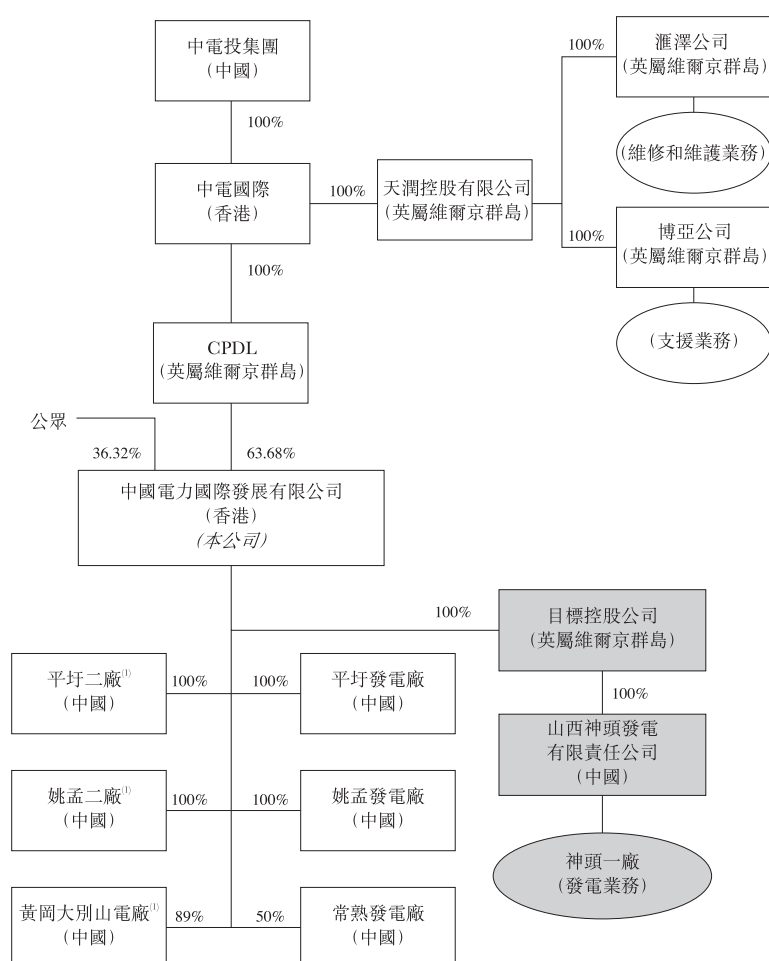 中電投集團
(中國)
100%
滙澤公司
(英屬維爾京群島)
100%
(維修和維護業務)
中電國際
(香港)
100%
天潤控股有限公司
(英屬維爾京群島)
100%
博亞公司
(英屬維爾京群島)
(支援業務)
100%
CPDL
(英屬維爾京群島)
公眾
36.32%
63.68%
中國電力國際發展有限公司
(香港)
(本公司)
100%
目標控股公司
(英屬維爾京群島)
100%
山西神頭發電
有限責任公司
(中國)
神頭一廠
(發電業務)
平圩二廠(1)
(中國)
100%
100%
平圩發電廠
(中國)
姚孟二廠(1)
(中國)
100%
100%
姚孟發電廠
(中國)
黃岡大別山電廠(1)
(中國)
89%
50%
常熟發電廠
(中國)